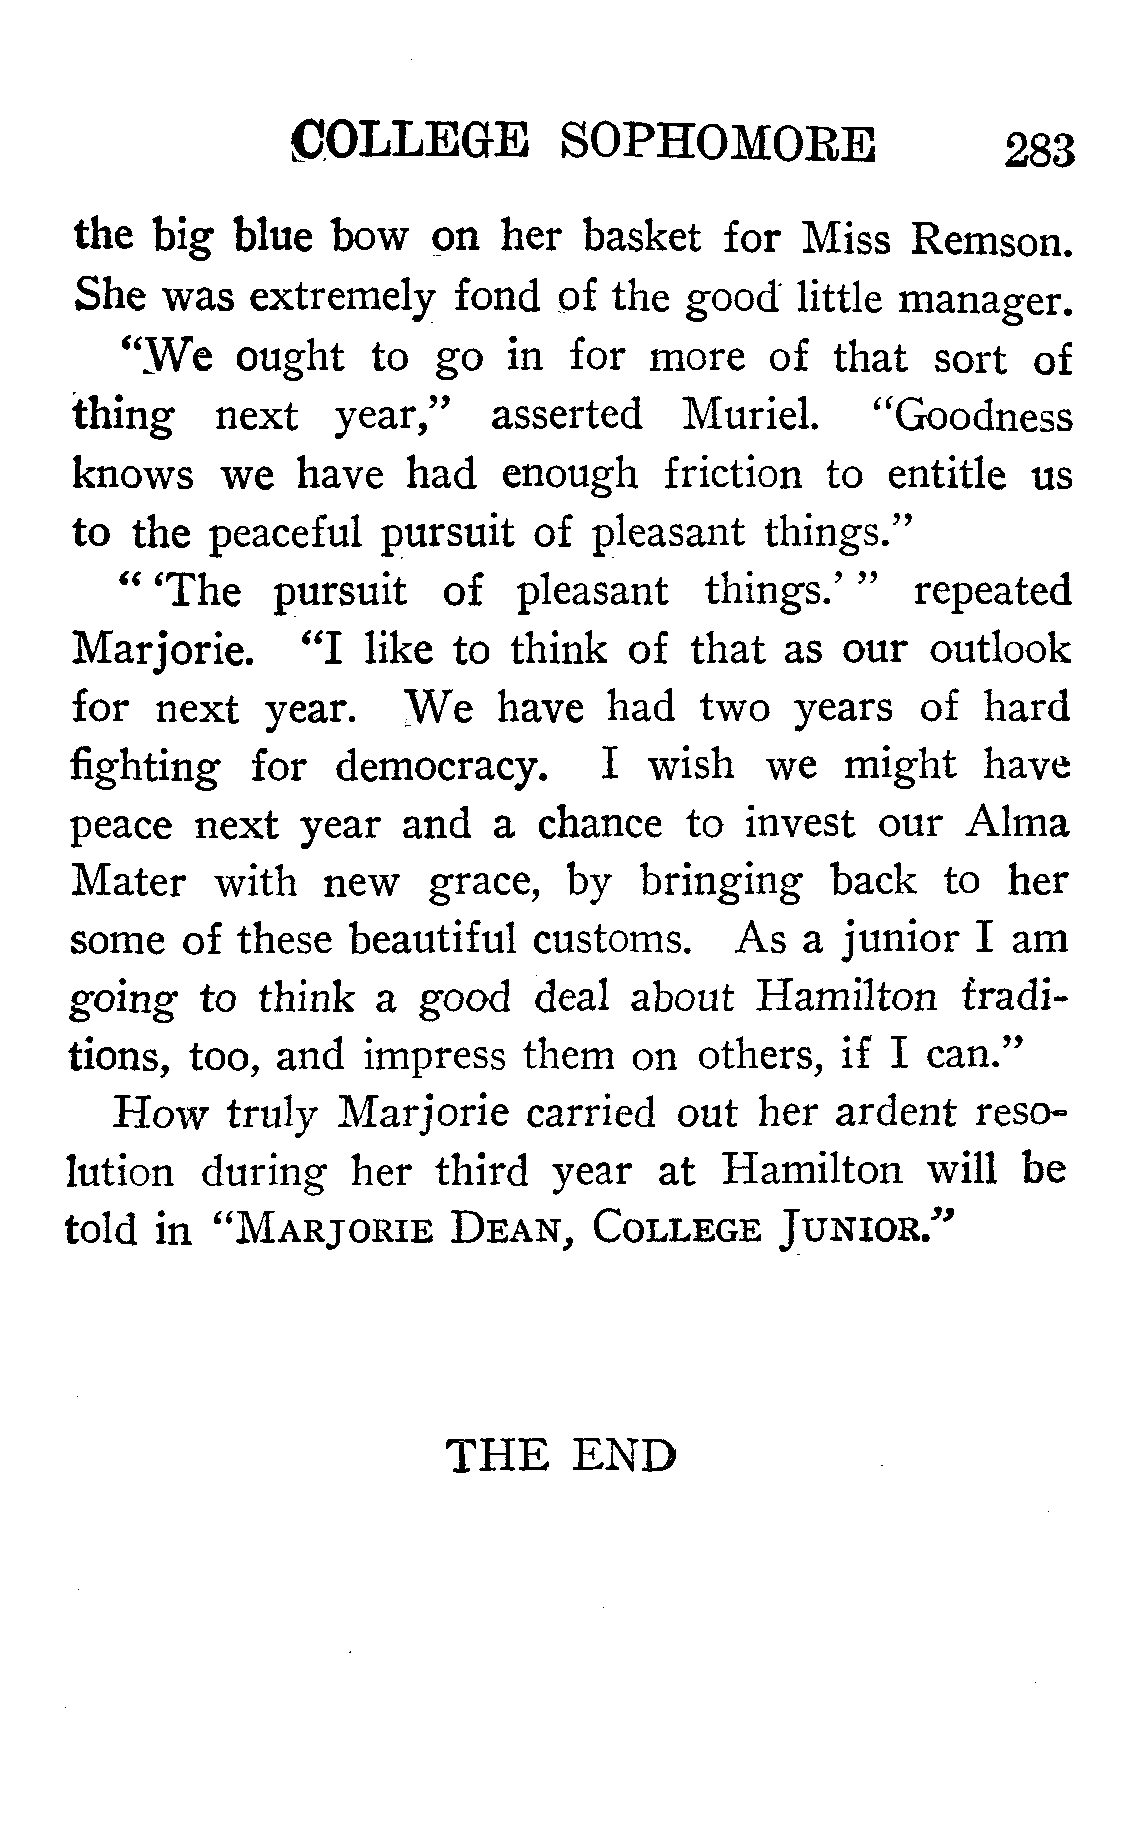 COLLEGE SOPHOMORE 283
the big blue bow on her basket for Miss Remson.
She was extremely fond of the good little manager.
“We ought to go in for more of that sort of
thing next year,” asserted Muriel. “Goodness
knows we have had enough friction to entitle us
to the peaceful pursuit of pleasant things.”
“ ‘The pursuit of pleasant things.’ ” repeated
Marjorie. “I like to think of that as our outlook
for next year. We have had two years of hard
fighting for democracy. I wish we might have
peace next year and a chance to invest our Alma
Mater with new grace, by bringing back to her
some of these beautiful customs. As a junior I am
going to think a good deal about Hamilton tradi-
tions, too, and impress them on others, if I can.”
How truly Marjorie carried out her ardent reso-
lution during her third year at Hamilton will be
told in “MARJORIE DEAN, COLLEGE JUNIOR.”
THE END